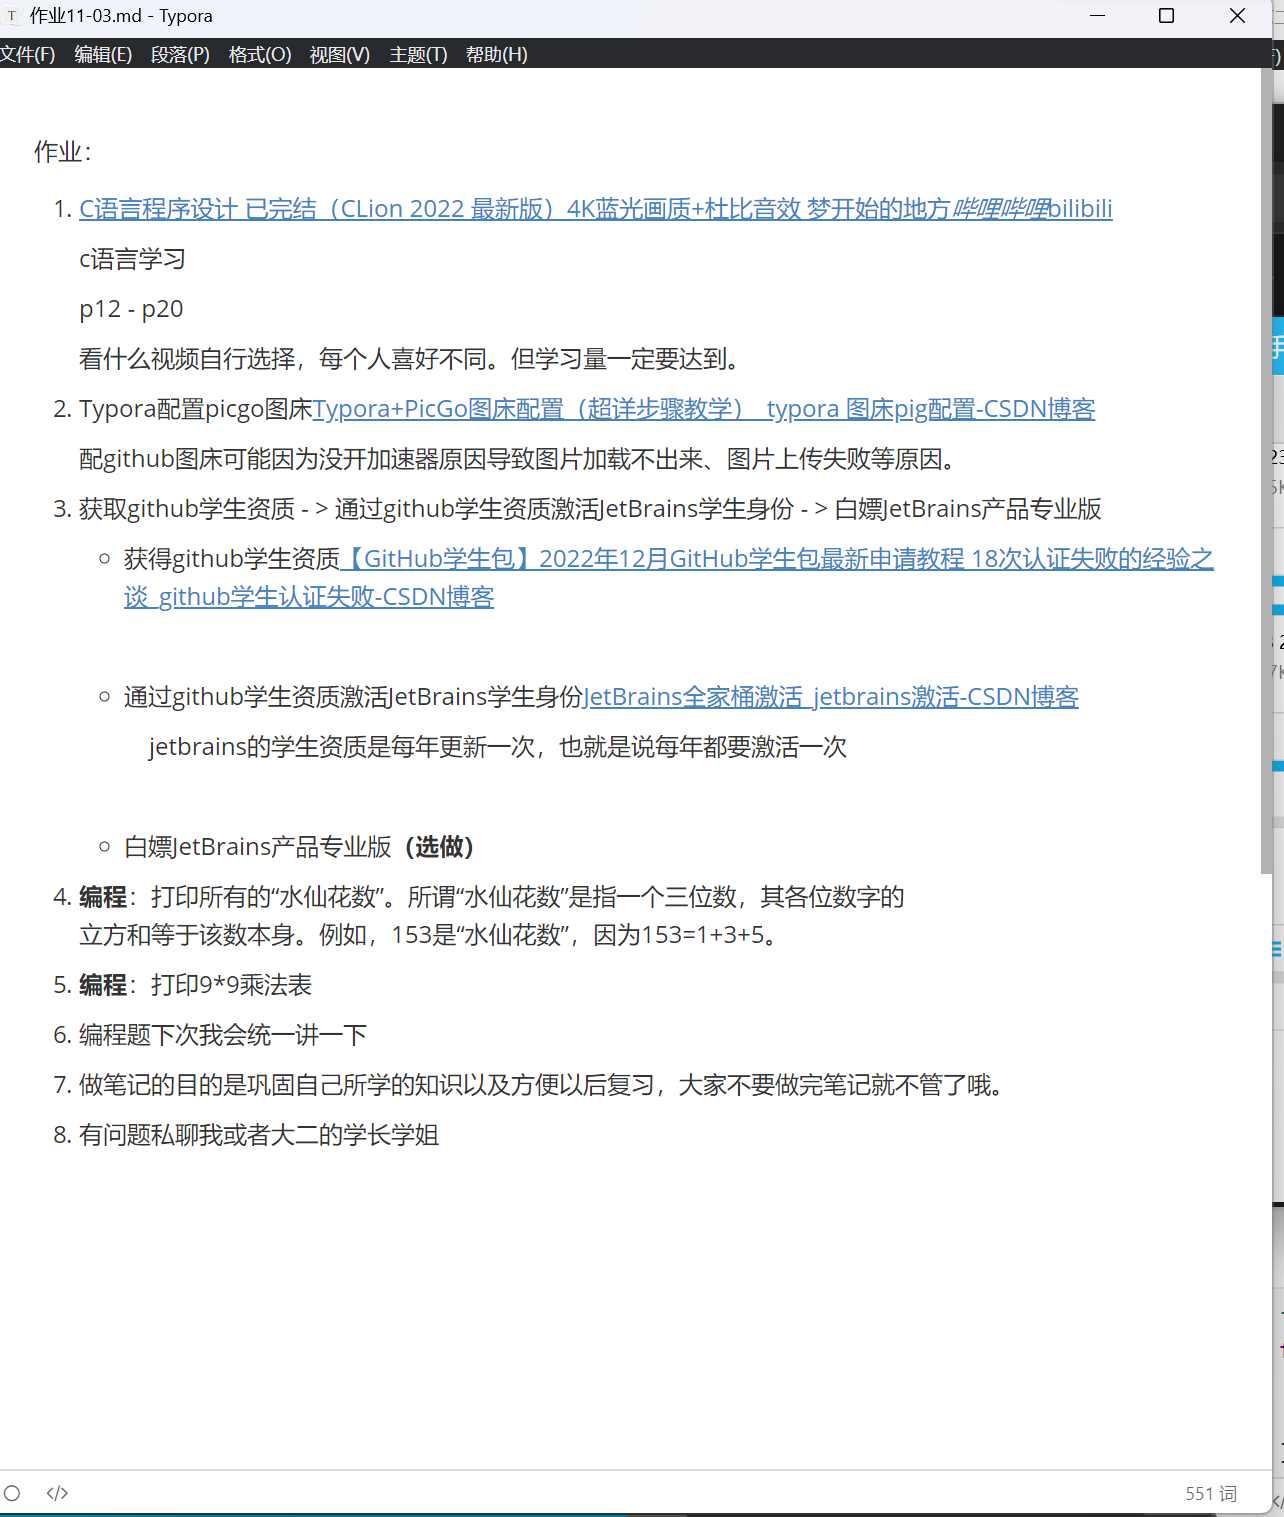 作业11-03.md - Typora
文件(F) 编辑(E) 段落(P) 格式(O) 视图(V) 主题(T) 帮助(H)
作业：
1. C语言程序设计 已完结（CLion 2022 最新版）4K蓝光画质+杜比音效 梦开始的地方哔哩哔哩bilibili
c语言学习
p12 - p20
看什么视频自行选择，每个人喜好不同。但学习量一定要达到。
2. Typora配置picgo图床Typora+PicGo图床配置（超详步骤教学）_typora 图床pig配置-CSDN博客
配github图床可能因为没开加速器原因导致图片加载不出来、图片上传失败等原因。
3. 获取github学生资质 - > 通过github学生资质激活JetBrains学生身份 - > 白嫖JetBrains产品专业版
获得github学生资质【GitHub学生包】2022年12月GitHub学生包最新申请教程 18次认证失败的经验之
谈_github学生认证失败-CSDN博客
通过github学生资质激活JetBrains学生身份JetBrains全家桶激活_jetbrains激活-CSDN博客
jetbrains的学生资质是每年更新一次，也就是说每年都要激活一次
白嫖JetBrains产品专业版（选做）
4. 编程：打印所有的“水仙花数”。所谓“水仙花数”是指一个三位数，其各位数字的
立方和等于该数本身。例如，153是“水仙花数”，因为153=1+3+5。
5. 编程：打印9*9乘法表
6. 编程题下次我会统一讲一下
7. 做笔记的目的是巩固自己所学的知识以及方便以后复习，大家不要做完笔记就不管了哦。
8. 有问题私聊我或者大二的学长学姐
551 词